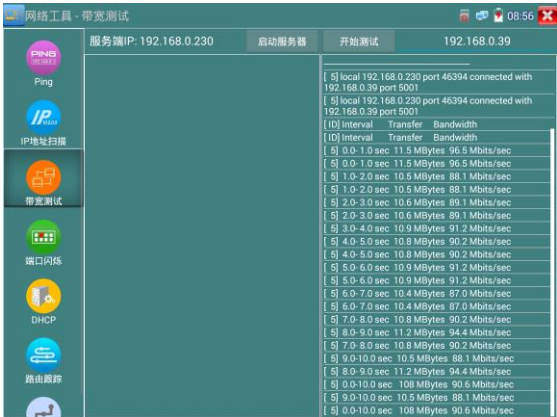 网络工具 - 带宽测试
08:56
服务端IP: 192.168.0.230
启动服务器
开始测试
192.168.0.39
PING
Ping
IP
IP地址扫描
带宽测试
端口闪烁
DHCP
路由跟踪
[ 5] local 192.168.0.230 port 46394 connected with
192.168.0.39 port 5001
[ 5] local 192.168.0.230 port 46394 connected with
192.168.0.39 port 5001
[ ID] Interval Transfer Bandwidth
[ ID] Interval Transfer Bandwidth
[ 5] 0.0- 1.0 sec 11.5 MBytes 96.5 Mbits/sec
[ 5] 0.0- 1.0 sec 11.5 MBytes 96.5 Mbits/sec
[ 5] 1.0- 2.0 sec 10.5 MBytes 88.1 Mbits/sec
[ 5] 1.0- 2.0 sec 10.5 MBytes 88.1 Mbits/sec
[ 5] 2.0- 3.0 sec 10.6 MBytes 89.1 Mbits/sec
[ 5] 2.0- 3.0 sec 10.6 MBytes 89.1 Mbits/sec
[ 5] 3.0- 4.0 sec 10.9 MBytes 91.2 Mbits/sec
[ 5] 4.0- 5.0 sec 10.8 MBytes 90.2 Mbits/sec
[ 5] 4.0- 5.0 sec 10.8 MBytes 90.2 Mbits/sec
[ 5] 5.0- 6.0 sec 10.9 MBytes 91.2 Mbits/sec
[ 5] 5.0- 6.0 sec 10.9 MBytes 91.2 Mbits/sec
[ 5] 6.0- 7.0 sec 10.4 MBytes 87.0 Mbits/sec
[ 5] 6.0- 7.0 sec 10.4 MBytes 87.0 Mbits/sec
[ 5] 7.0- 8.0 sec 10.8 MBytes 90.2 Mbits/sec
[ 5] 8.0- 9.0 sec 11.2 MBytes 94.4 Mbits/sec
[ 5] 7.0- 8.0 sec 10.8 MBytes 90.2 Mbits/sec
[ 5] 9.0-10.0 sec 10.5 MBytes 88.1 Mbits/sec
[ 5] 8.0- 9.0 sec 11.2 MBytes 94.4 Mbits/sec
[ 5] 0.0-10.0 sec 108 MBytes 90.6 Mbits/sec
[ 5] 9.0-10.0 sec 10.5 MBytes 88.1 Mbits/sec
[ 5] 0.0-10.0 sec 108 MBytes 90.6 Mbits/sec